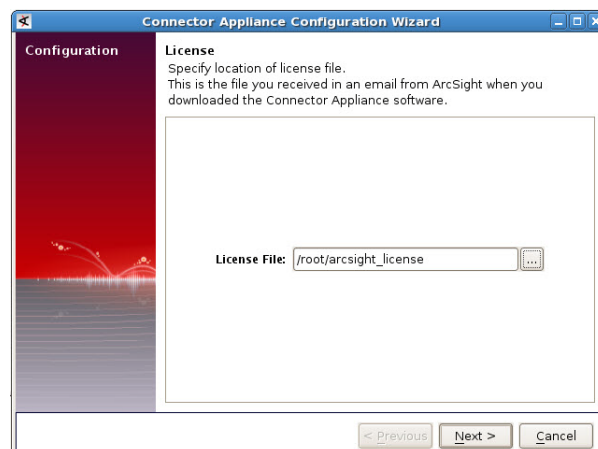 Connector Appliance Configuration Wizard
Configuration
License
Specify location of license file.
This is the file you received in an email from ArcSight when you
downloaded the Connector Appliance software.
License File: /root/arcsight_license ...
< Previous Next > Cancel